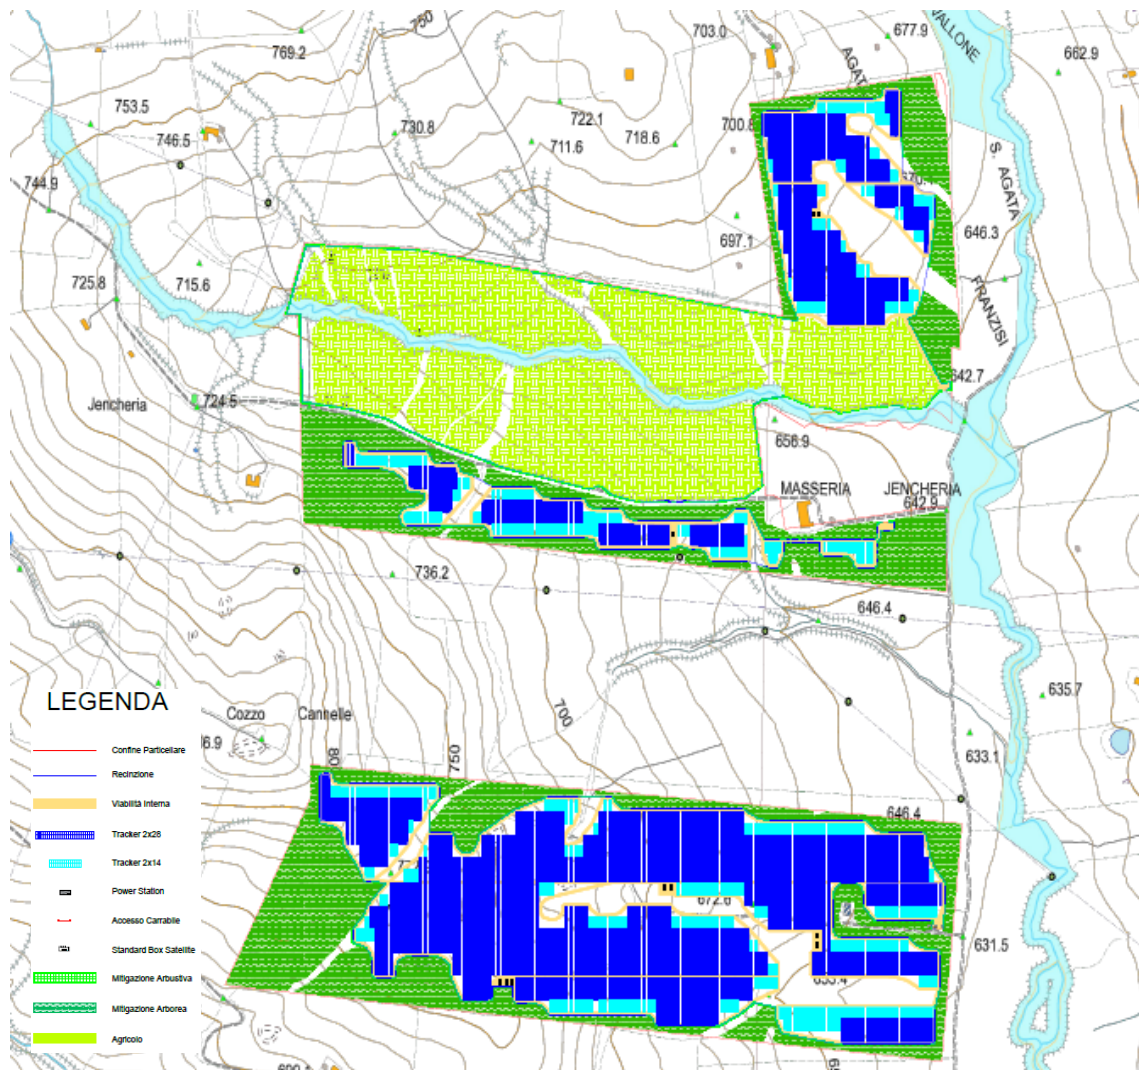 750
703.0
677.9
VALLONE
769.2
662.9
AGAT
753.5
722.1
700.8
746.5
730.8
718.6
711.6
S. AGATA
744.9
697.1
646.3
725.8
715.6
FRANZISI
642.7
Jencheria
724.5
656.9
MASSERIA JENCHERIA
642.9
736.2
646.4
635.7
LEGENDA
Cozzo Cannelle
700
6.9
750
633.1
Confine Particellare
Recinzione
Viabilità Interna
646.4
Tracker 2x28
Tracker 2x14
Power Station
672.6
Accesso Carrabile
Standard Box Satellite
631.5
Mitigazione Arbustiva
Mitigazione Arborea
Agricolo